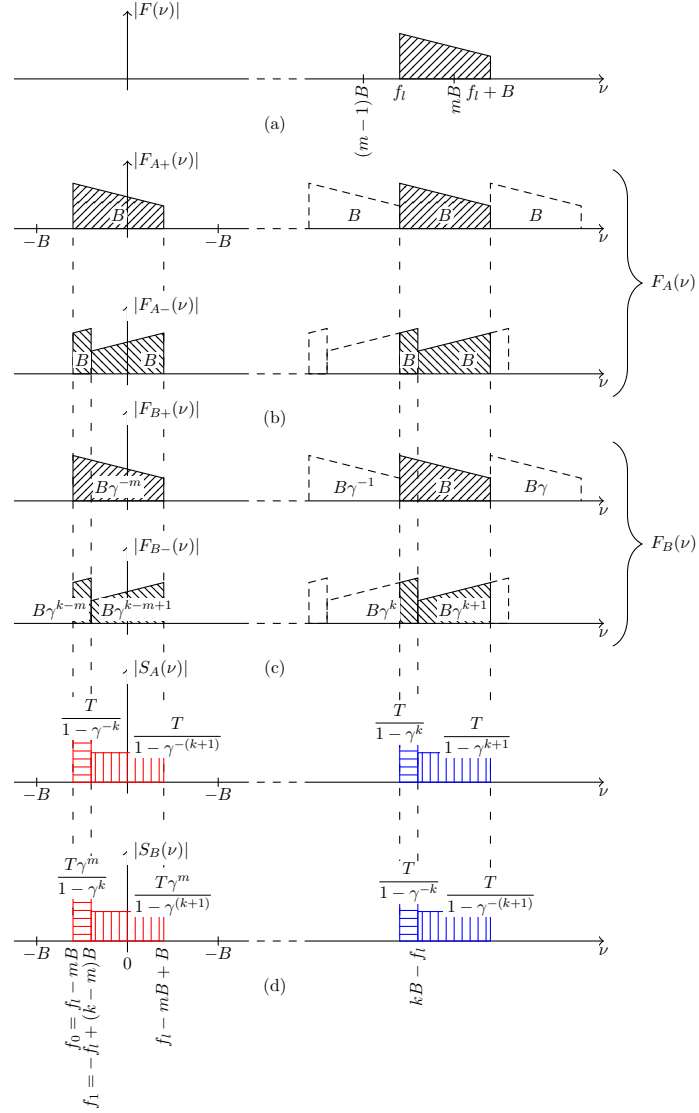 |F(ν)|
(m − 1)B
f_l
mB
f_l + B
ν
(a)
|F_{A+}(ν)|
B
B
B
B
−B
−B
ν
F_A(ν)
|F_{A−}(ν)|
B
B
B
B
ν
(b)
|F_{B+}(ν)|
Bγ^{−m}
Bγ^{−1}
B
Bγ
ν
F_B(ν)
|F_{B−}(ν)|
Bγ^{k−m}
Bγ^{k−m+1}
Bγ^k
Bγ^{k+1}
ν
(c)
|S_A(ν)|
T / (1 − γ^{−k})
T / (1 − γ^{−(k+1)})
T / (1 − γ^k)
T / (1 − γ^{k+1})
−B
−B
ν
|S_B(ν)|
Tγ^m / (1 − γ^k)
Tγ^m / (1 − γ^{(k+1)})
T / (1 − γ^{−k})
T / (1 − γ^{−(k+1)})
−B
0
−B
ν
f_0 = f_l − mB
f_1 = −f_l + (k − m)B
f_l − mB + B
kB − f_l
(d)